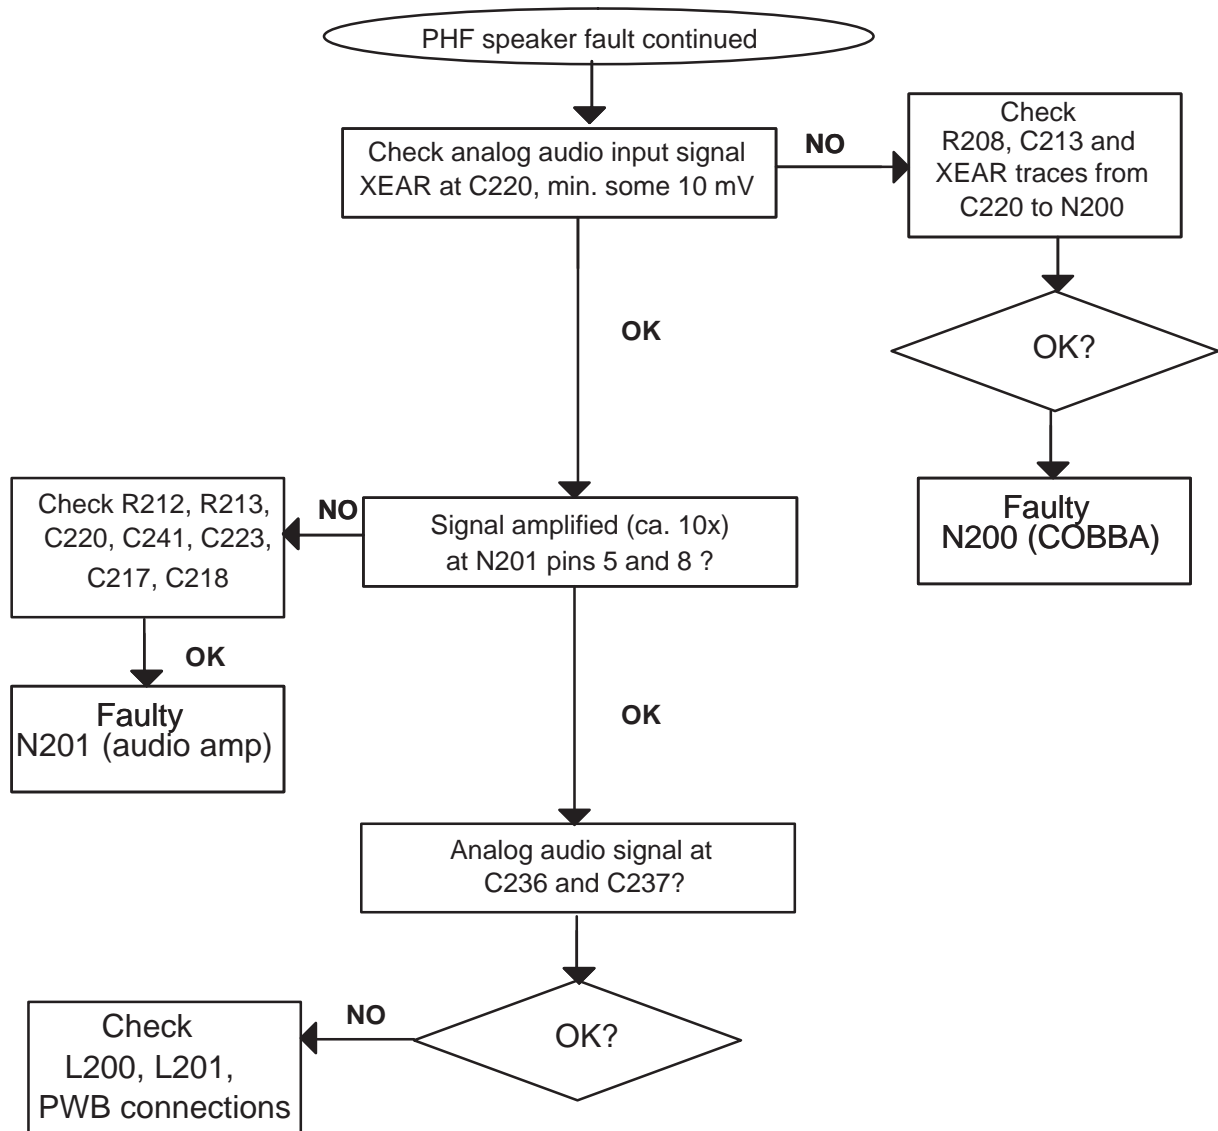 PHF speaker fault continued
Check analog audio input signal
XEAR at C220, min. some 10 mV
NO
Check
R208, C213 and
XEAR traces from
C220 to N200
OK
OK?
Faulty
N200 (COBBA)
Check R212, R213,
C220, C241, C223,
C217, C218
NO
Signal amplified (ca. 10x)
at N201 pins 5 and 8 ?
OK
Faulty
N201 (audio amp)
OK
Analog audio signal at
C236 and C237?
NO
OK?
Check
L200, L201,
PWB connections